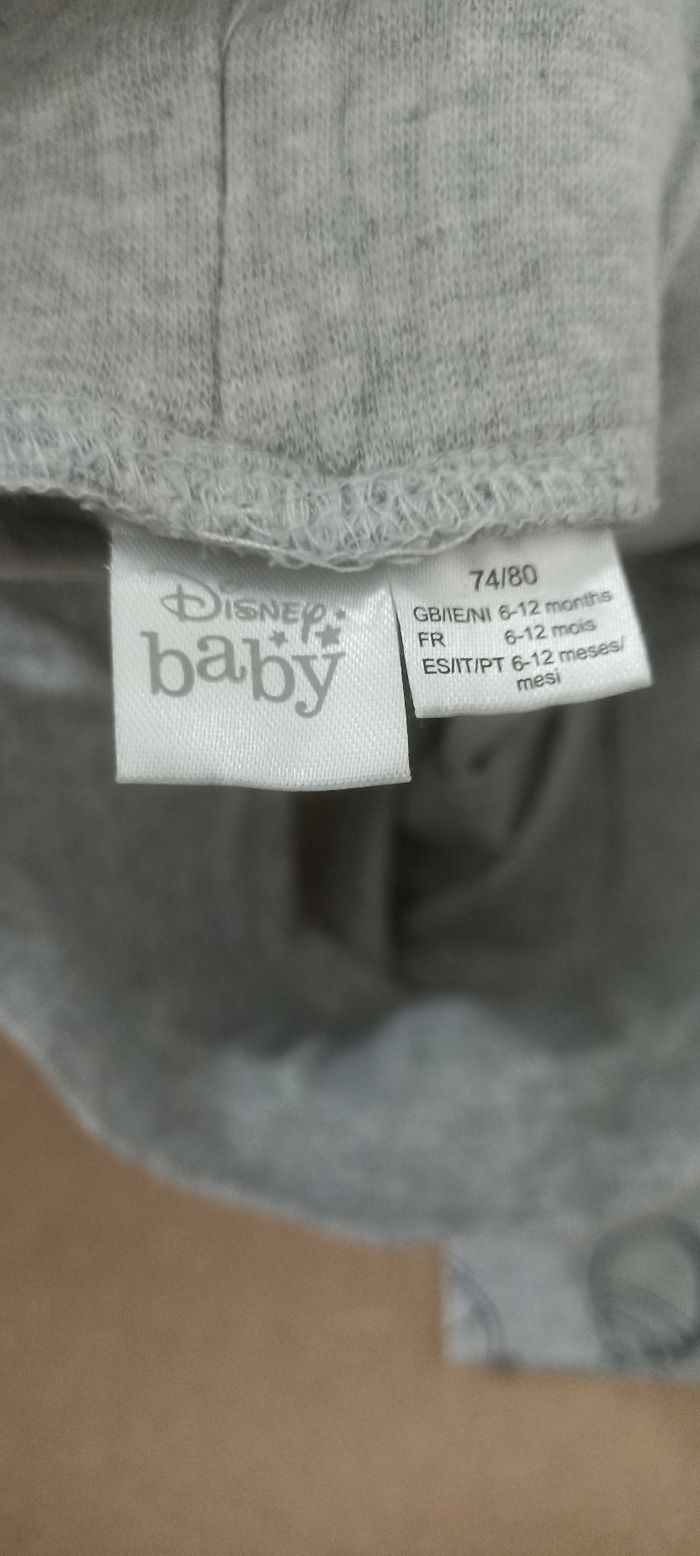 DISNEY
baby
74/80
GB/IE/NI 6-12 months
FR 6-12 mois
ES/IT/PT 6-12 meses/
mesi